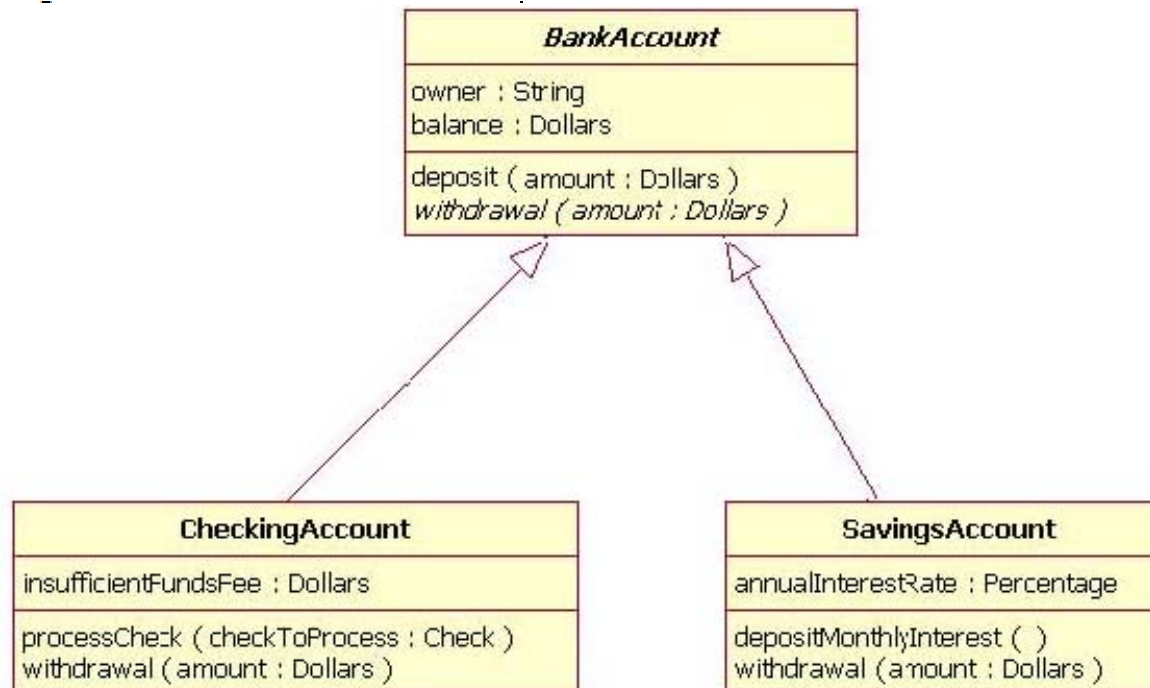 BankAccount
owner : String
balance : Dollars
deposit ( amount : Dollars )
withdrawal ( amount : Dollars )
CheckingAccount
insufficientFundsFee : Dollars
processCheck ( checkToProcess : Check )
withdrawal ( amount : Dollars )
SavingsAccount
annualInterestRate : Percentage
depositMonthlyInterest ( )
withdrawal ( amount : Dollars )